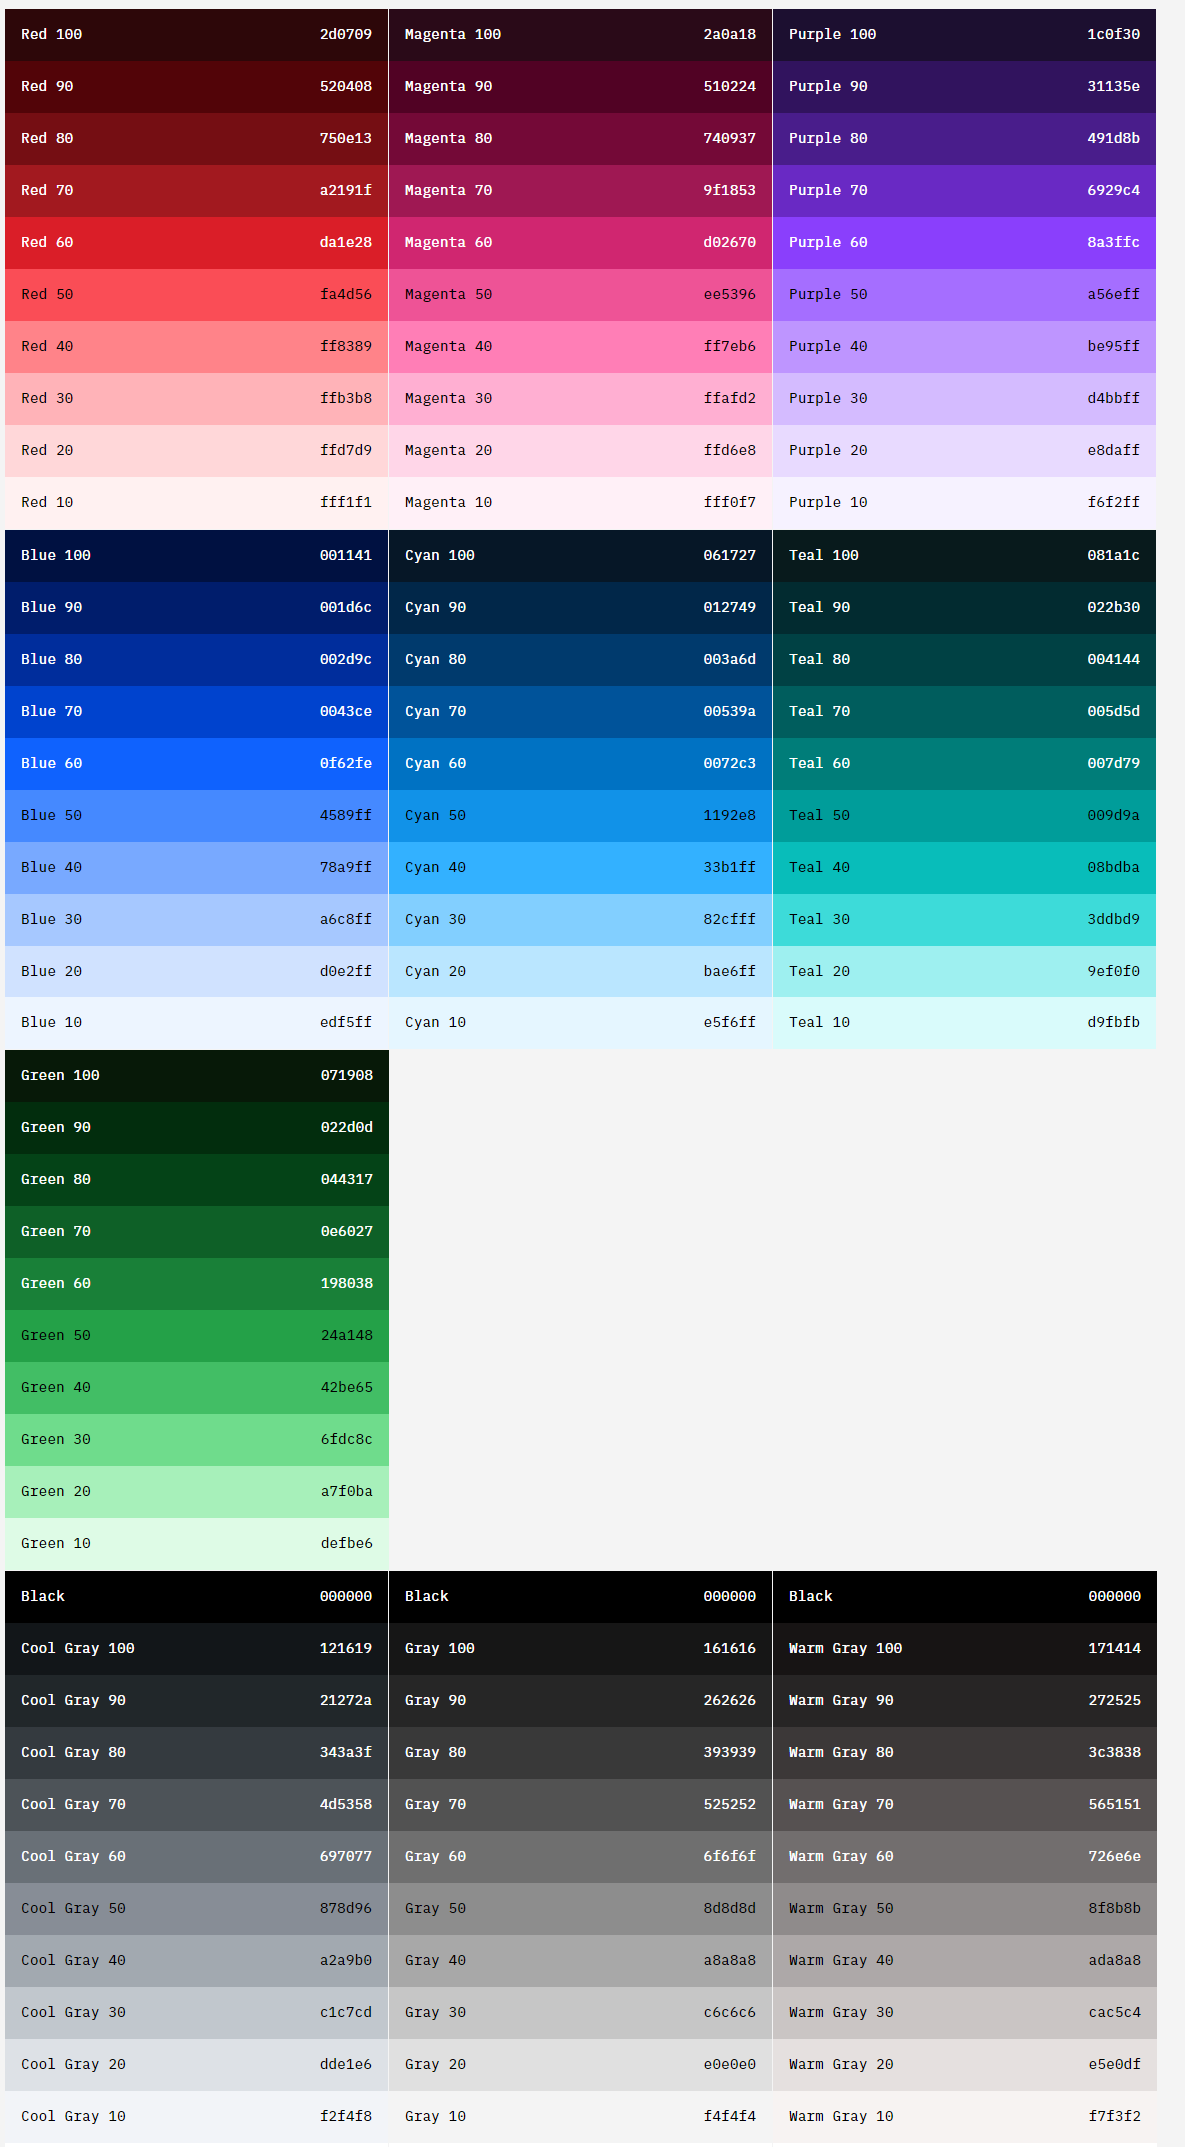 Red 100 2d0709 Magenta 100 2a0a18 Purple 100 1c0f30
Red 90 520408 Magenta 90 510224 Purple 90 31135e
Red 80 750e13 Magenta 80 740937 Purple 80 491d8b
Red 70 a2191f Magenta 70 9f1853 Purple 70 6929c4
Red 60 da1e28 Magenta 60 d02670 Purple 60 8a3ffc
Red 50 fa4d56 Magenta 50 ee5396 Purple 50 a56eff
Red 40 ff8389 Magenta 40 ff7eb6 Purple 40 be95ff
Red 30 ffb3b8 Magenta 30 ffafd2 Purple 30 d4bbff
Red 20 ffd7d9 Magenta 20 ffd6e8 Purple 20 e8daff
Red 10 fff1f1 Magenta 10 fff0f7 Purple 10 f6f2ff
Blue 100 001141 Cyan 100 061727 Teal 100 081a1c
Blue 90 001d6c Cyan 90 012749 Teal 90 022b30
Blue 80 002d9c Cyan 80 003a6d Teal 80 004144
Blue 70 0043ce Cyan 70 00539a Teal 70 005d5d
Blue 60 0f62fe Cyan 60 0072c3 Teal 60 007d79
Blue 50 4589ff Cyan 50 1192e8 Teal 50 009d9a
Blue 40 78a9ff Cyan 40 33b1ff Teal 40 08bdba
Blue 30 a6c8ff Cyan 30 82cfff Teal 30 3ddbd9
Blue 20 d0e2ff Cyan 20 bae6ff Teal 20 9ef0f0
Blue 10 edf5ff Cyan 10 e5f6ff Teal 10 d9fbfb
Green 100 071908
Green 90 022d0d
Green 80 044317
Green 70 0e6027
Green 60 198038
Green 50 24a148
Green 40 42be65
Green 30 6fdc8c
Green 20 a7f0ba
Green 10 defbe6
Black 000000 Black 000000 Black 000000
Cool Gray 100 121619 Gray 100 161616 Warm Gray 100 171414
Cool Gray 90 21272a Gray 90 262626 Warm Gray 90 272525
Cool Gray 80 343a3f Gray 80 393939 Warm Gray 80 3c3838
Cool Gray 70 4d5358 Gray 70 525252 Warm Gray 70 565151
Cool Gray 60 697077 Gray 60 6f6f6f Warm Gray 60 726e6e
Cool Gray 50 878d96 Gray 50 8d8d8d Warm Gray 50 8f8b8b
Cool Gray 40 a2a9b0 Gray 40 a8a8a8 Warm Gray 40 ada8a8
Cool Gray 30 c1c7cd Gray 30 c6c6c6 Warm Gray 30 cac5c4
Cool Gray 20 dde1e6 Gray 20 e0e0e0 Warm Gray 20 e5e0df
Cool Gray 10 f2f4f8 Gray 10 f4f4f4 Warm Gray 10 f7f3f2